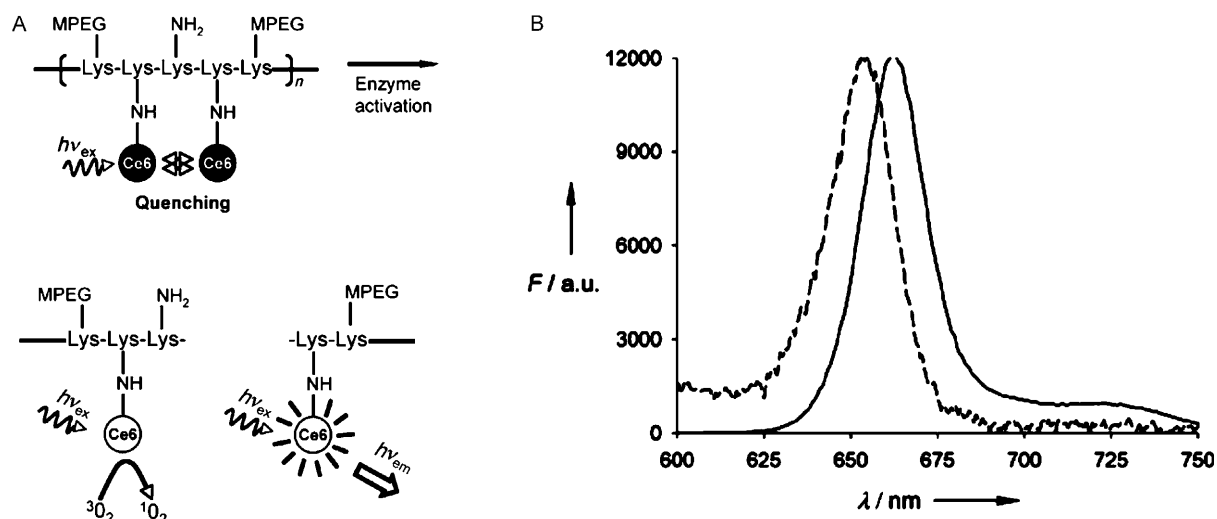 A
MPEG NH2 MPEG
Lys-Lys-Lys-Lys-Lys
n
NH NH
Enzyme
activation
hνex
Ce6 Ce6
Quenching
MPEG NH2
Lys-Lys-Lys-
NH
hνex
Ce6
3O2 1O2
MPEG
-Lys-Lys
NH
hνex
Ce6
hνem
B
12000
9000
6000
3000
0
F / a.u.
600 625 650 675 700 725 750
λ / nm